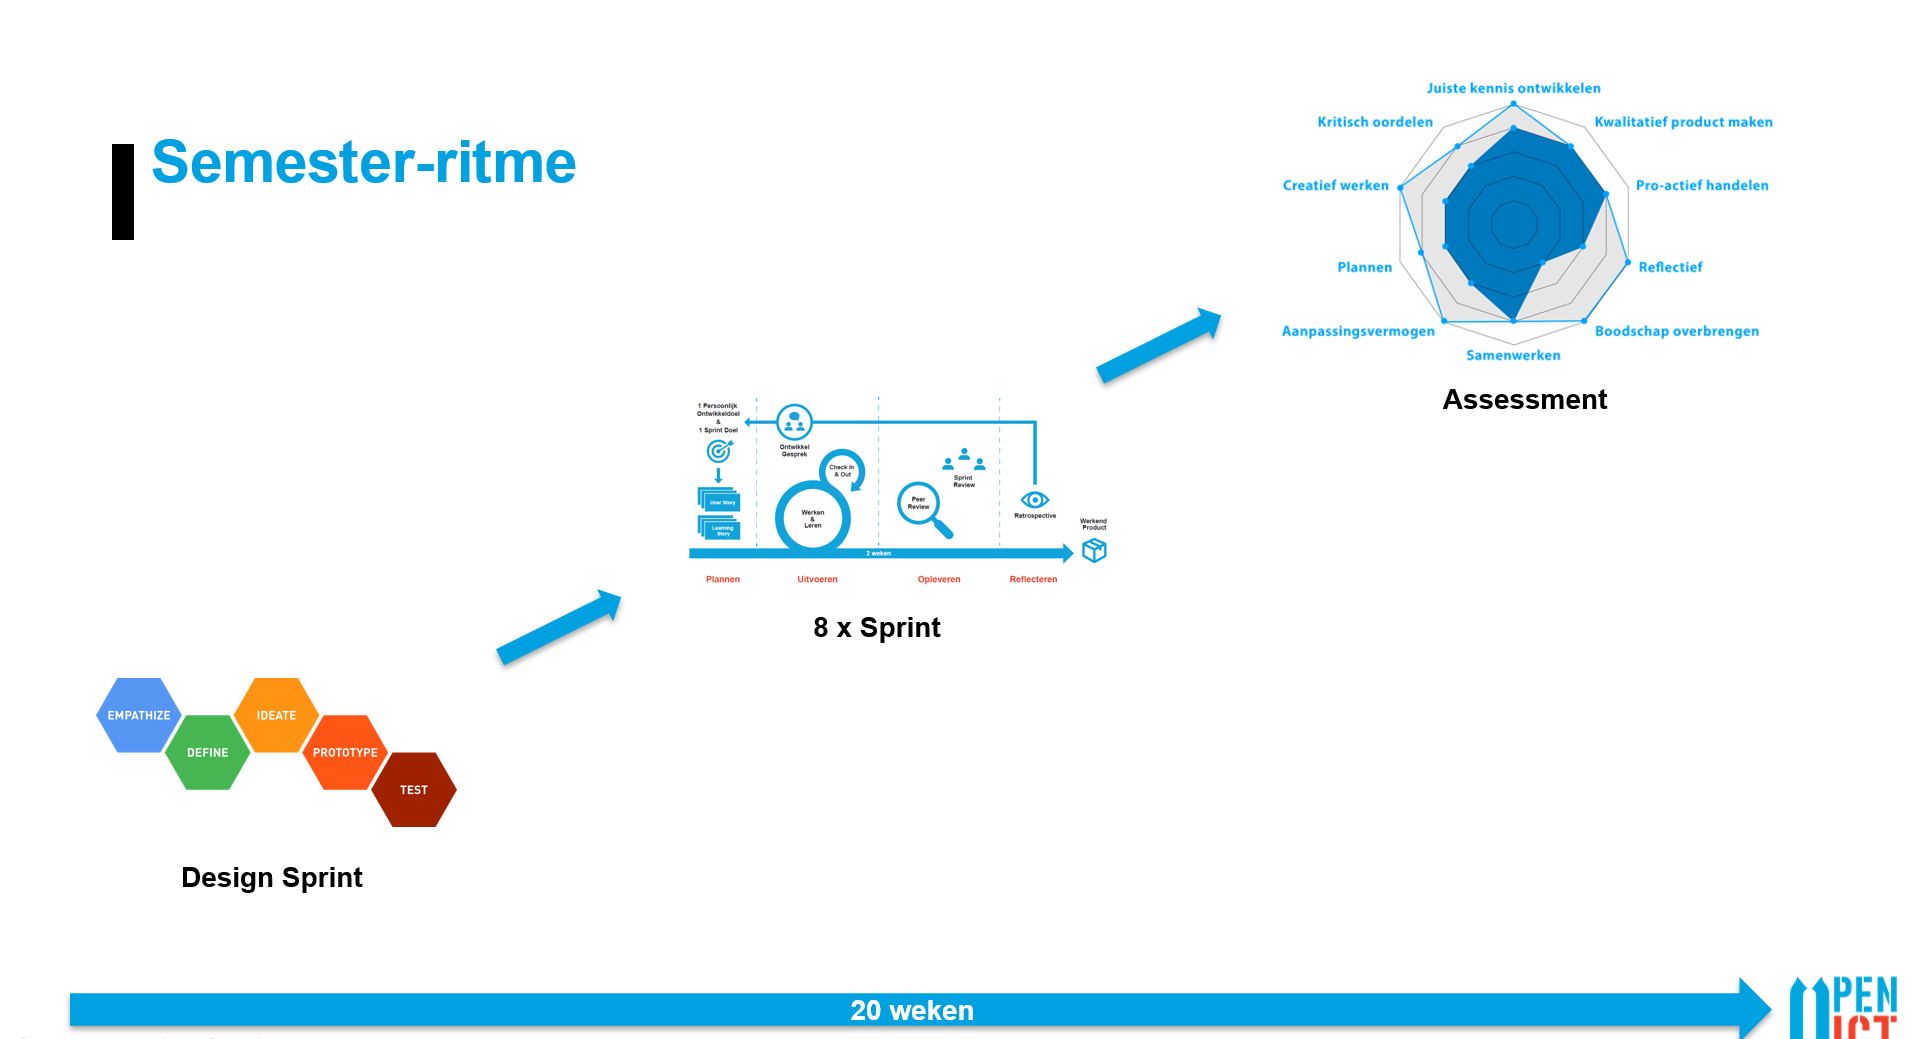 Semester-ritme
Juiste kennis ontwikkelen
Kritisch oordelen
Kwalitatief product maken
Creatief werken
Pro-actief handelen
Plannen
Reflectief
Aanpassingsvermogen
Boodschap overbrengen
Samenwerken
Assessment
1 Persoonlijk
Ontwikkeldoel
&
1 Sprint Doel
Ontwikkel
Gesprek
Check In
& Out
User Story
Learning
Story
Werken
&
Leren
Peer
Review
Sprint
Review
Retrospective
Werkend
Product
2 weken
Plannen
Uitvoeren
Opleveren
Reflecteren
8 x Sprint
EMPATHIZE
DEFINE
IDEATE
PROTOTYPE
TEST
Design Sprint
20 weken
PEN
ICT